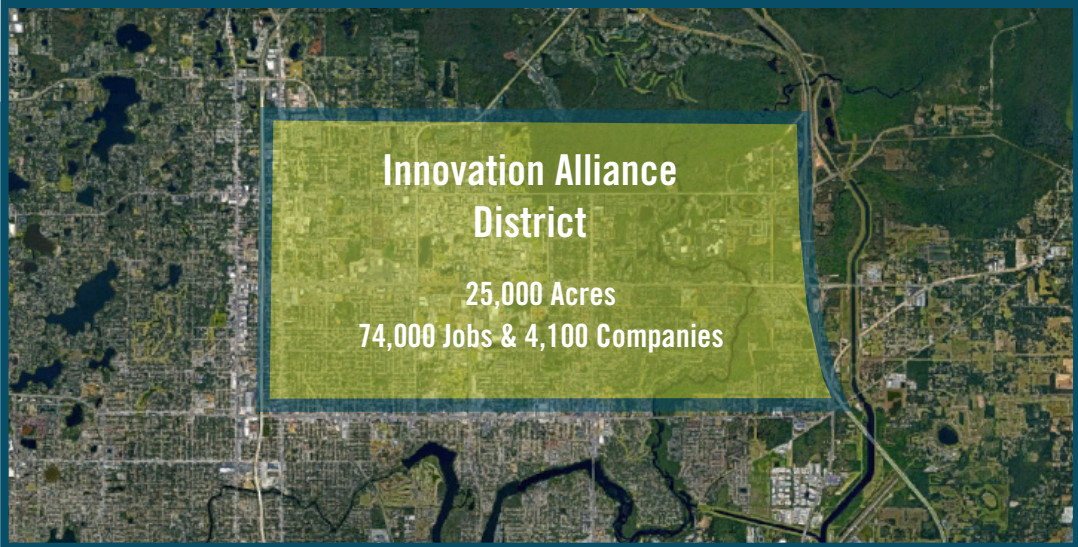 Innovation Alliance
District
25,000 Acres
74,000 Jobs & 4,100 Companies